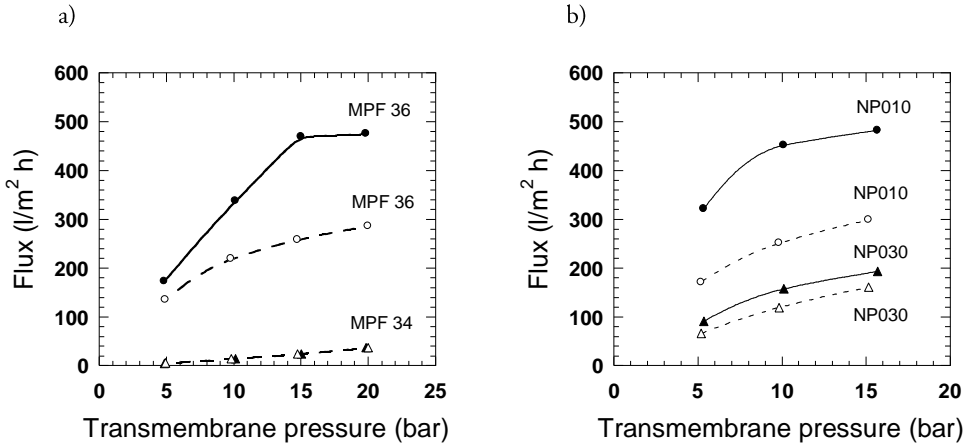 a)
600
500
400
300
200
100
0
Flux (l/m² h)
MPF 36
MPF 36
MPF 34
0 5 10 15 20 25
Transmembrane pressure (bar)
b)
600
500
400
300
200
100
0
Flux (l/m² h)
NP010
NP010
NP030
NP030
0 5 10 15 20
Transmembrane pressure (bar)